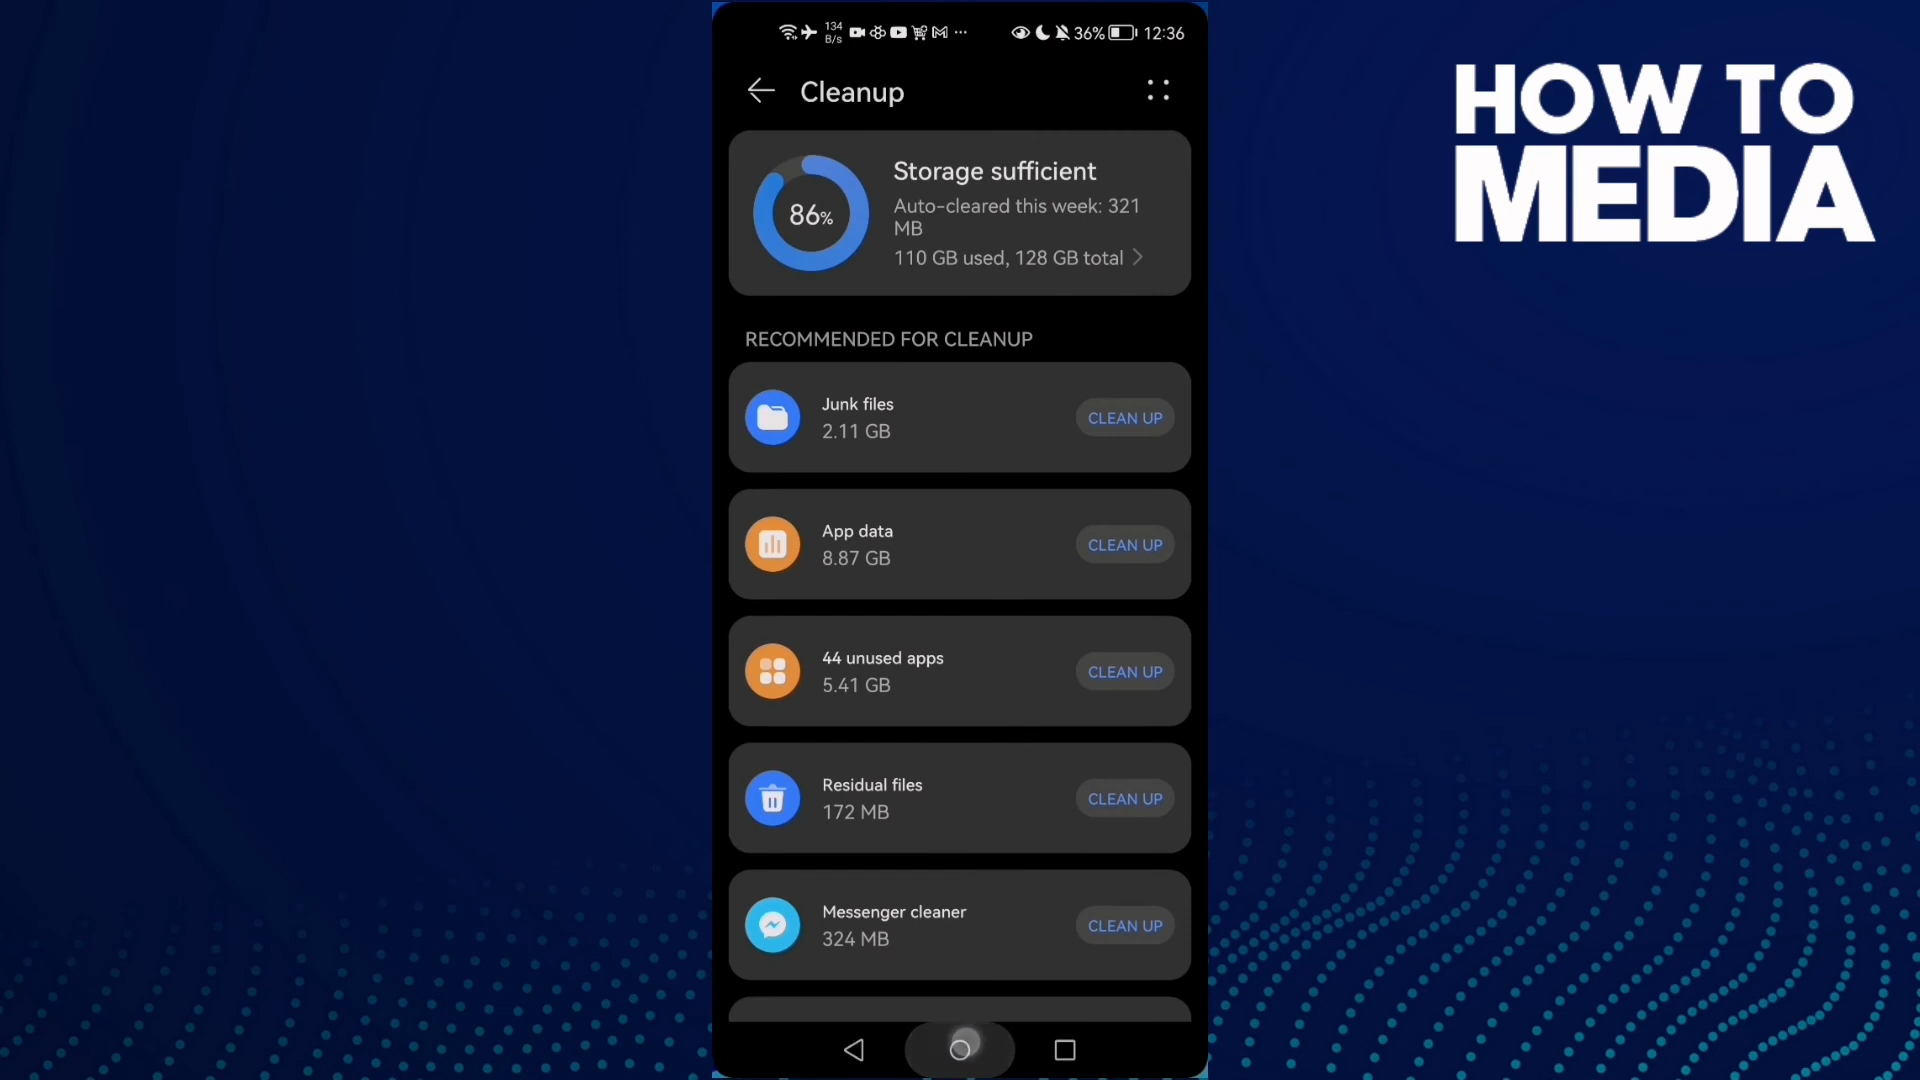 134
B/s
36%
12:36
Cleanup
HOW TO
MEDIA
86%
Storage sufficient
Auto-cleared this week: 321
MB
110 GB used, 128 GB total
RECOMMENDED FOR CLEANUP
Junk files
2.11 GB
CLEAN UP
App data
8.87 GB
CLEAN UP
44 unused apps
5.41 GB
CLEAN UP
Residual files
172 MB
CLEAN UP
Messenger cleaner
324 MB
CLEAN UP